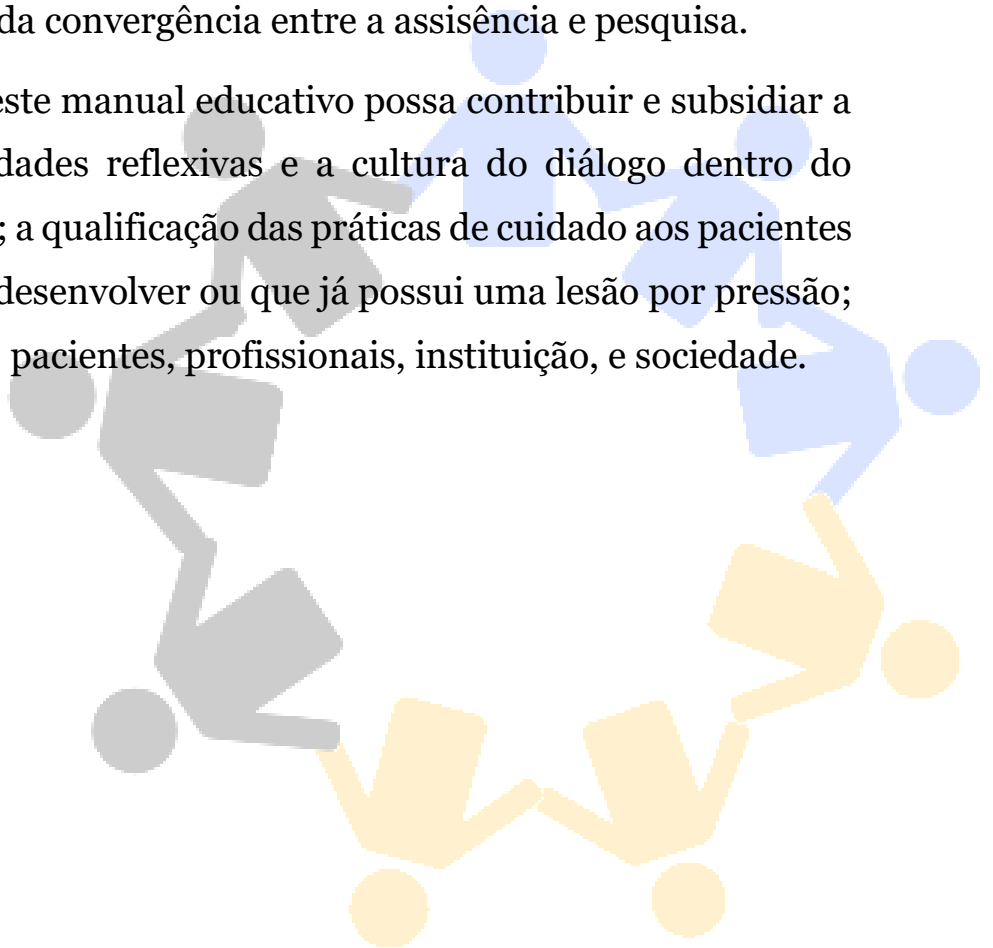 da convergência entre a assisência e pesquisa.
este manual educativo possa contribuir e subsidiar a
dades reflexivas e a cultura do diálogo dentro do
; a qualificação das práticas de cuidado aos pacientes
desenvolver ou que já possui uma lesão por pressão;
pacientes, profissionais, instituição, e sociedade.